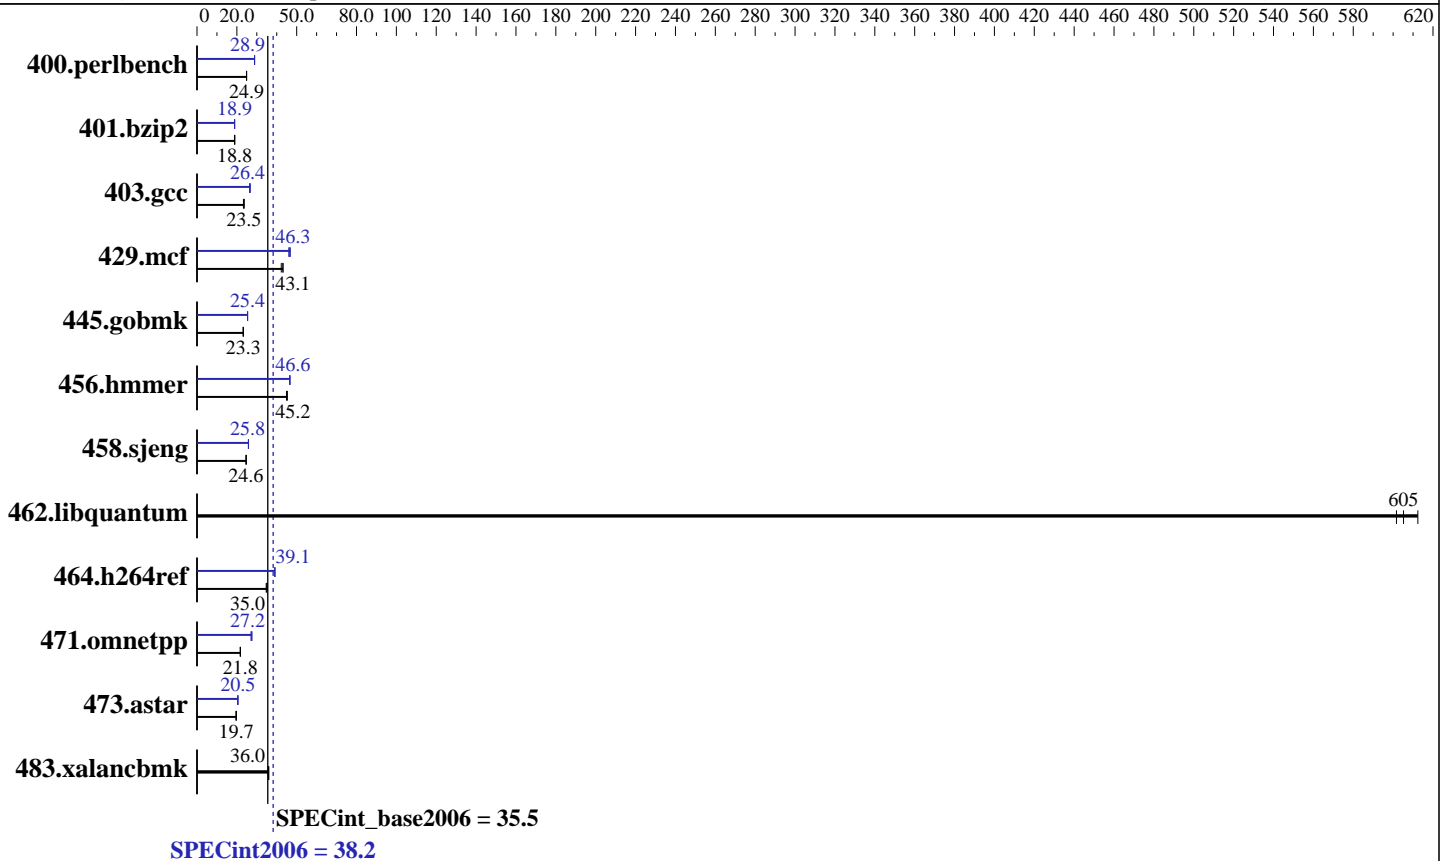 0 20.0 50.0 80.0 100 120 140 160 180 200 220 240 260 280 300 320 340 360 380 400 420 440 460 480 500 520 540 560 580 620
28.9
400.perlbench
24.9
18.9
401.bzip2
18.8
26.4
403.gcc
23.5
46.3
429.mcf
43.1
25.4
445.gobmk
23.3
46.6
456.hmmer
45.2
25.8
458.sjeng
24.6
605
462.libquantum
39.1
464.h264ref
35.0
27.2
471.omnetpp
21.8
20.5
473.astar
19.7
36.0
483.xalancbmk
SPECint_base2006 = 35.5
SPECint2006 = 38.2